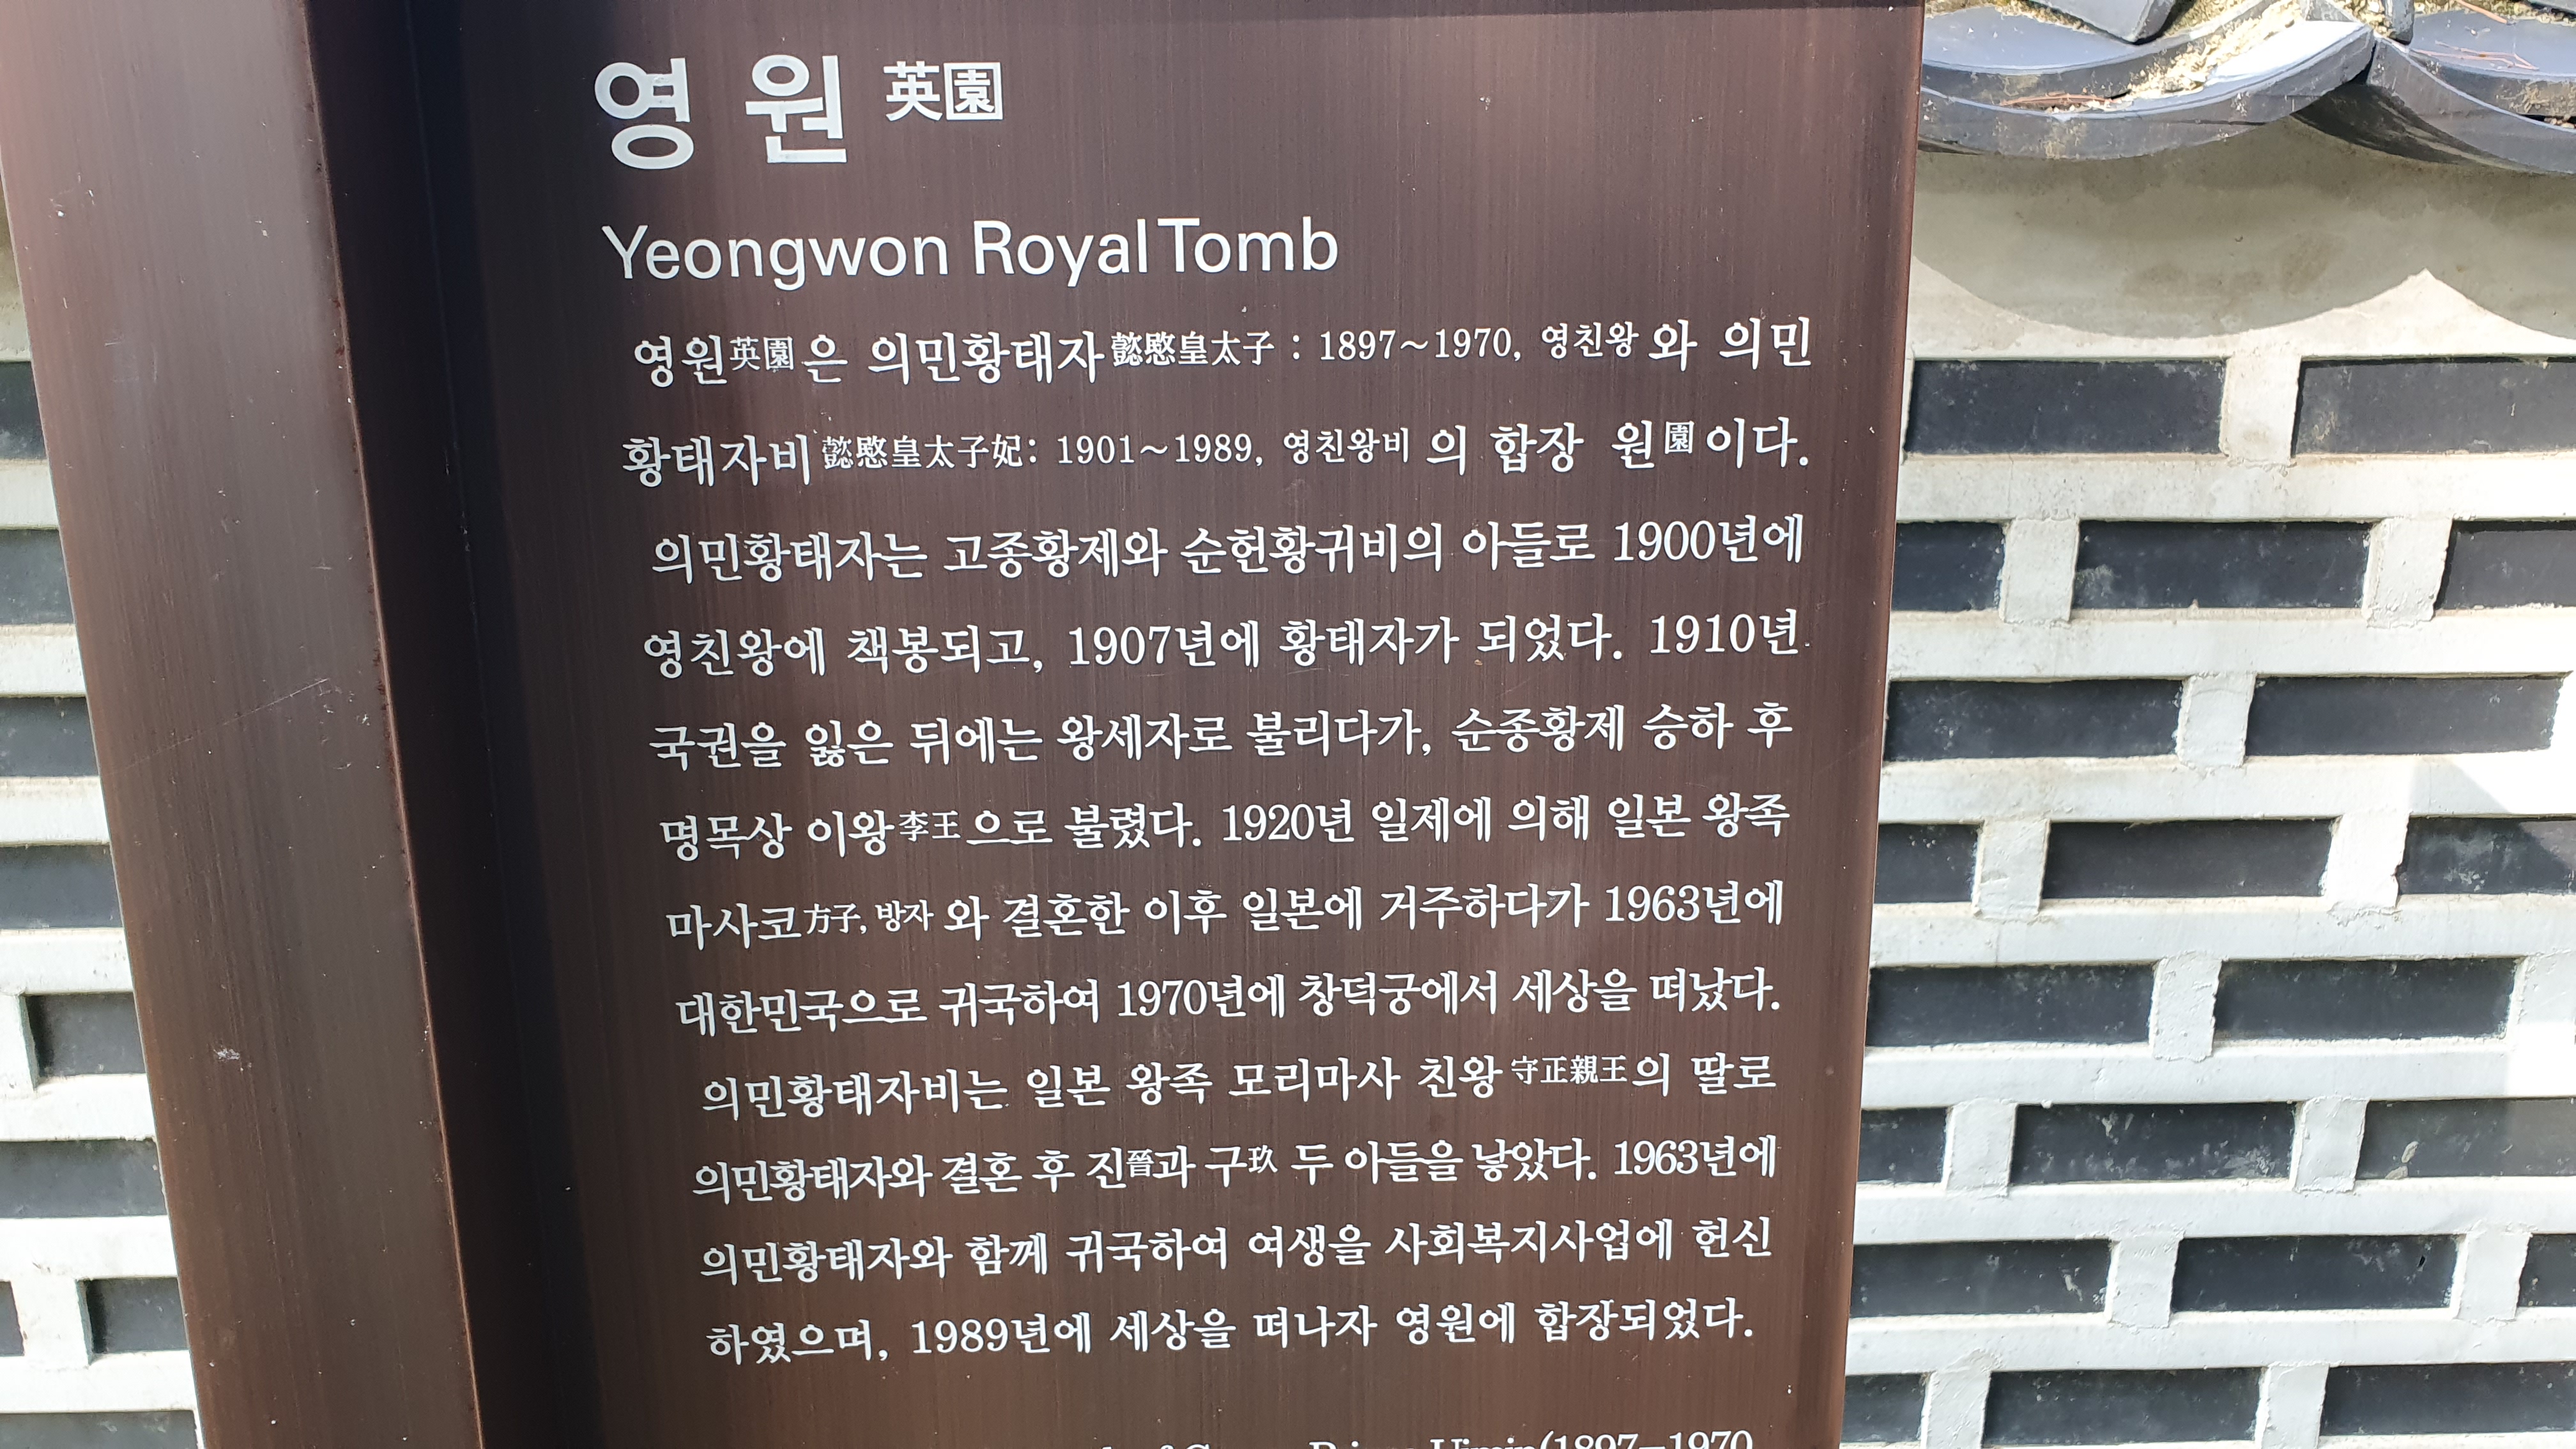 영 원 英園
Yeongwon Royal Tomb
영원英園은 의민황태자懿愍皇太子 : 1897~1970, 영친왕와 의민
황태자비懿愍皇太子妃: 1901~1989, 영친왕비의 합장 원園이다.
의민황태자는 고종황제와 순헌황귀비의 아들로 1900년에
영친왕에 책봉되고, 1907년에 황태자가 되었다. 1910년
국권을 잃은 뒤에는 왕세자로 불리다가, 순종황제 승하 후
명목상 이왕李王으로 불렸다. 1920년 일제에 의해 일본 왕족
마사코方子, 방자와 결혼한 이후 일본에 거주하다가 1963년에
대한민국으로 귀국하여 1970년에 창덕궁에서 세상을 떠났다.
의민황태자비는 일본 왕족 모리마사 친왕守正親王의 딸로
의민황태자와 결혼 후 진晉과 구玖 두 아들을 낳았다. 1963년에
의민황태자와 함께 귀국하여 여생을 사회복지사업에 헌신
하였으며, 1989년에 세상을 떠나자 영원에 합장되었다.
of Crown Prince Uimin(1897-1970